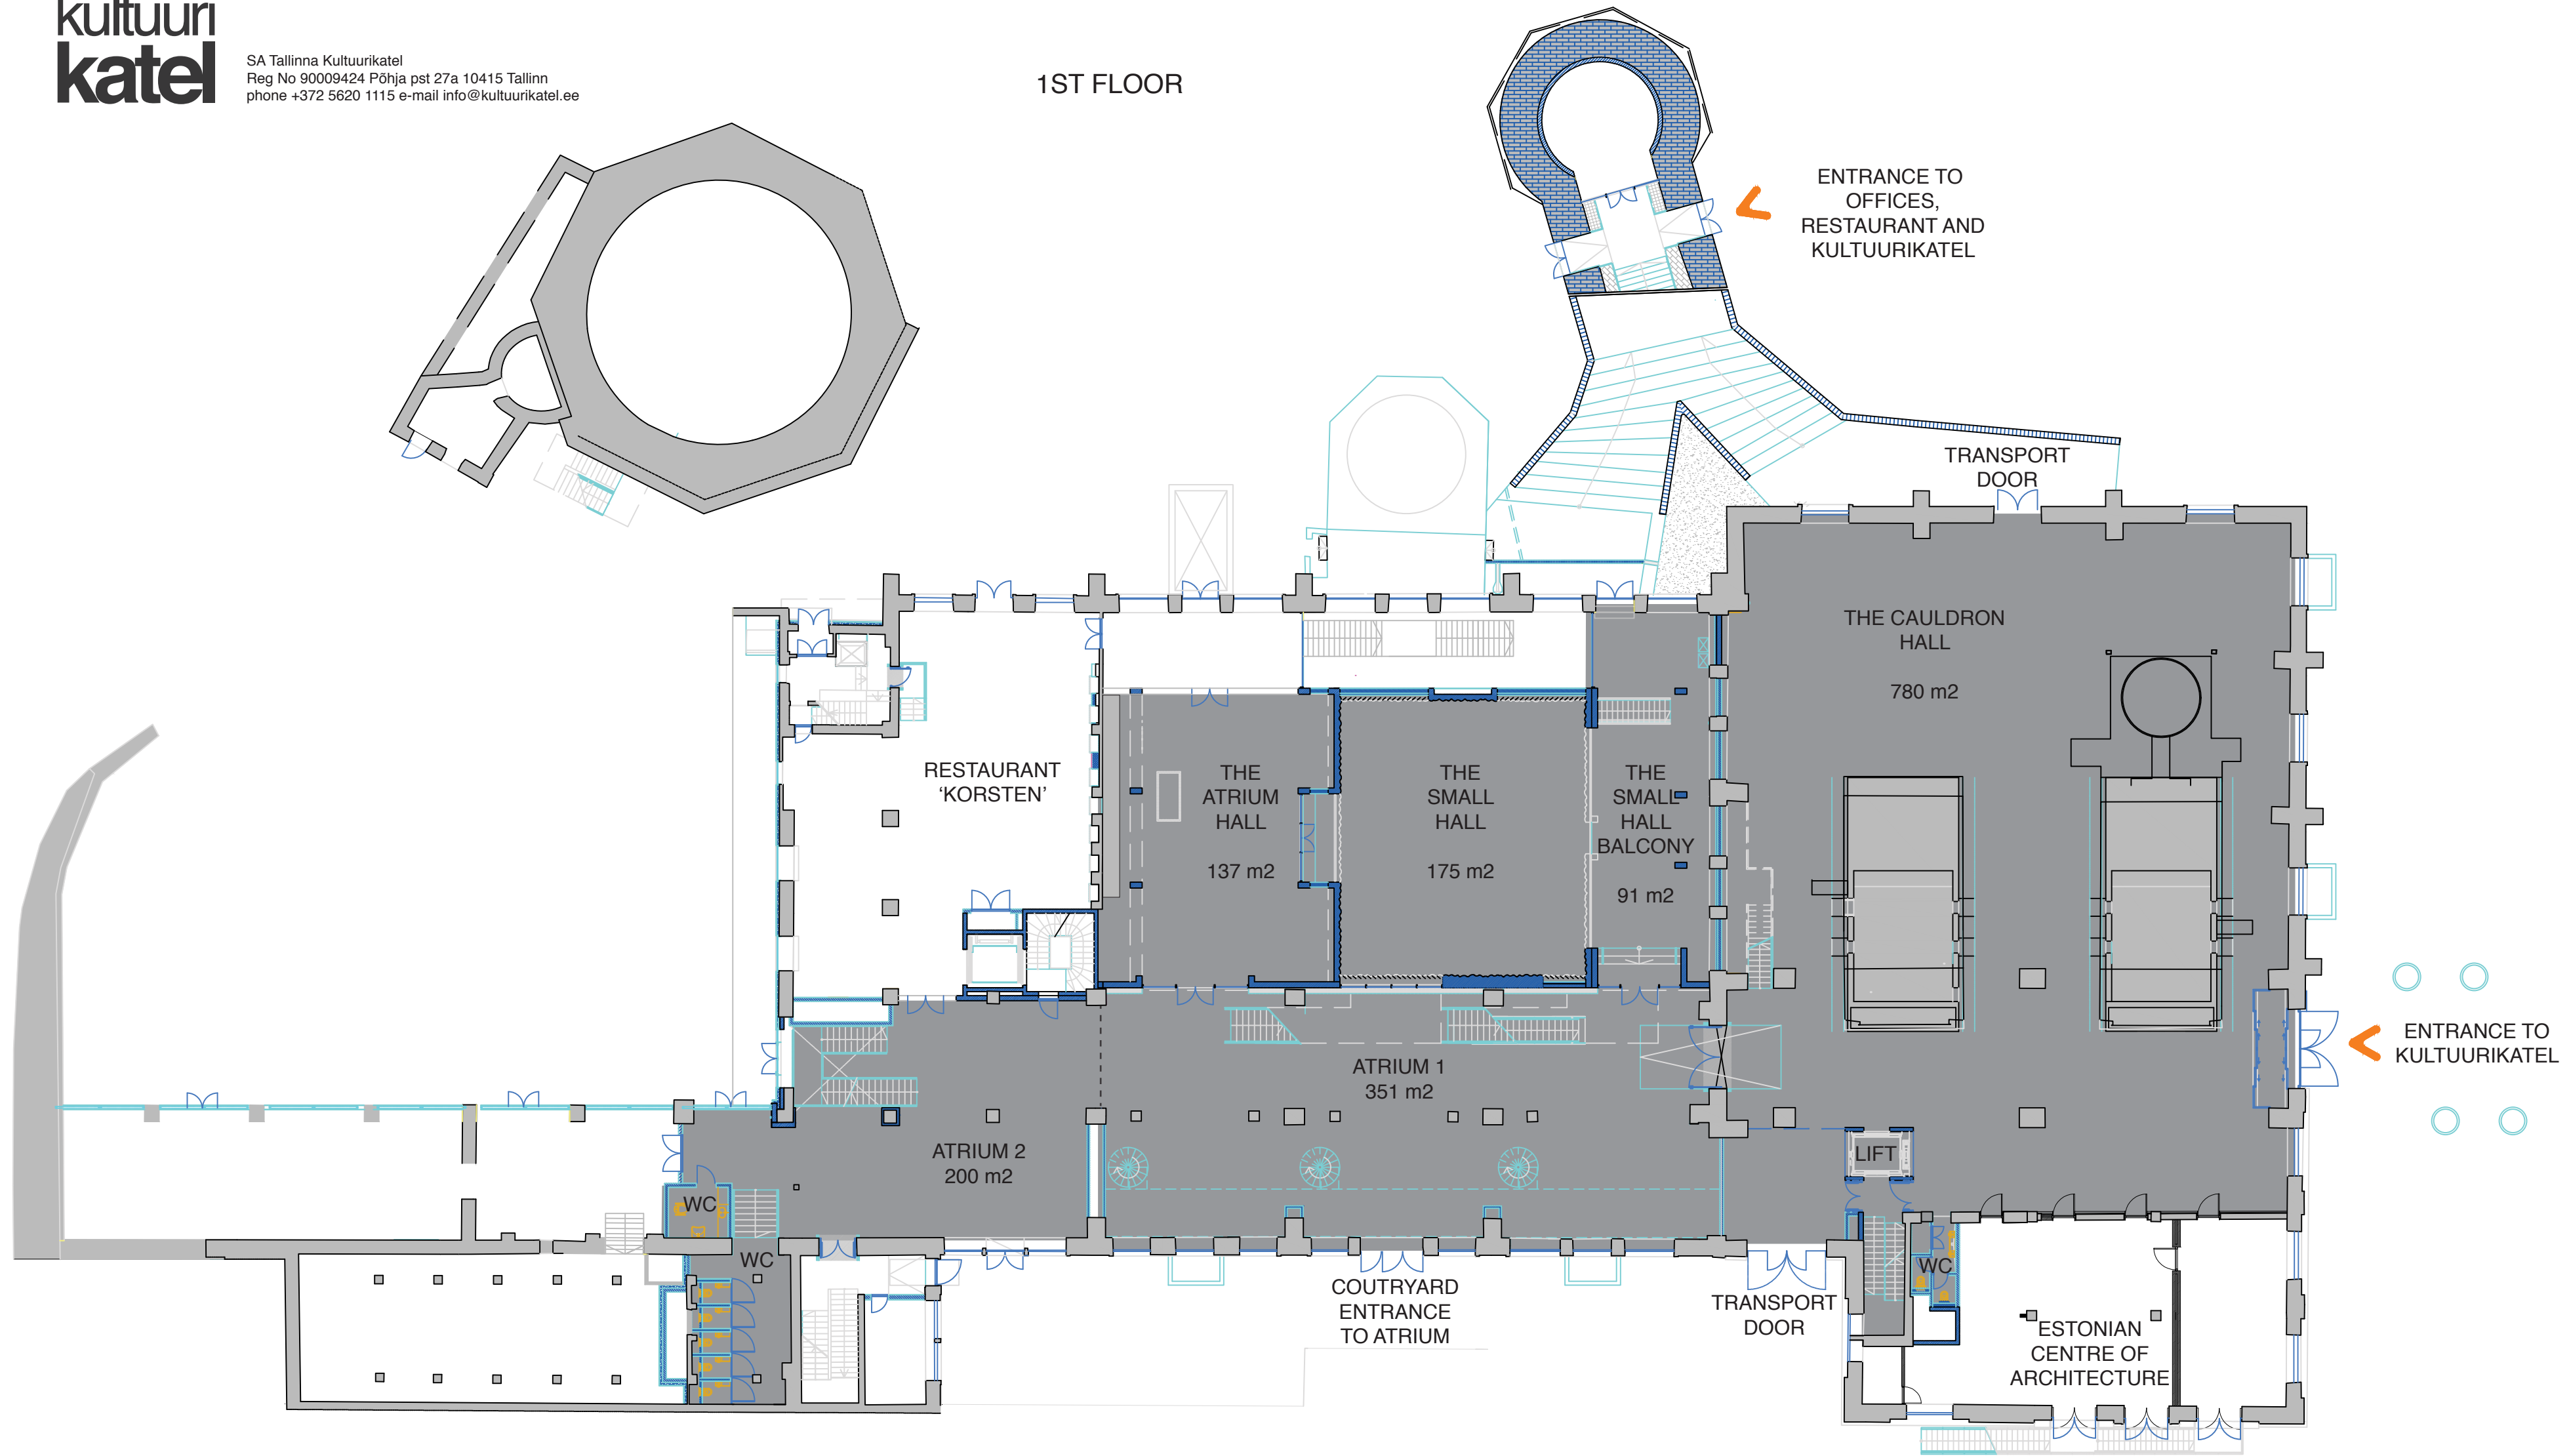 kultuuri
katel
SA Tallinna Kultuurikatel
Reg No 90009424 Põhja pst 27a 10415 Tallinn
phone +372 5620 1115 e-mail info@kultuurikatel.ee
1ST FLOOR
ENTRANCE TO
OFFICES,
RESTAURANT AND
KULTUURIKATEL
TRANSPORT
DOOR
THE CAULDRON
HALL
780 m2
RESTAURANT
‘KORSTEN’
THE
ATRIUM
HALL
137 m2
THE
SMALL
HALL
175 m2
THE
SMALL
HALL
BALCONY
91 m2
ENTRANCE TO
KULTUURIKATEL
ATRIUM 1
351 m2
ATRIUM 2
200 m2
LIFT
WC
WC
WC
COUTRYARD
ENTRANCE
TO ATRIUM
TRANSPORT
DOOR
ESTONIAN
CENTRE OF
ARCHITECTURE